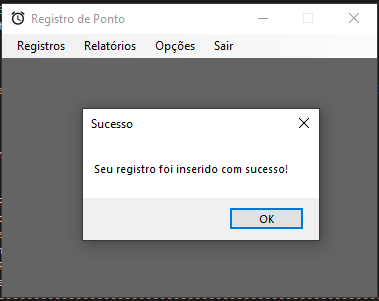 Registro de Ponto
Registros Relatórios Opções Sair
Sucesso
Seu registro foi inserido com sucesso!
OK